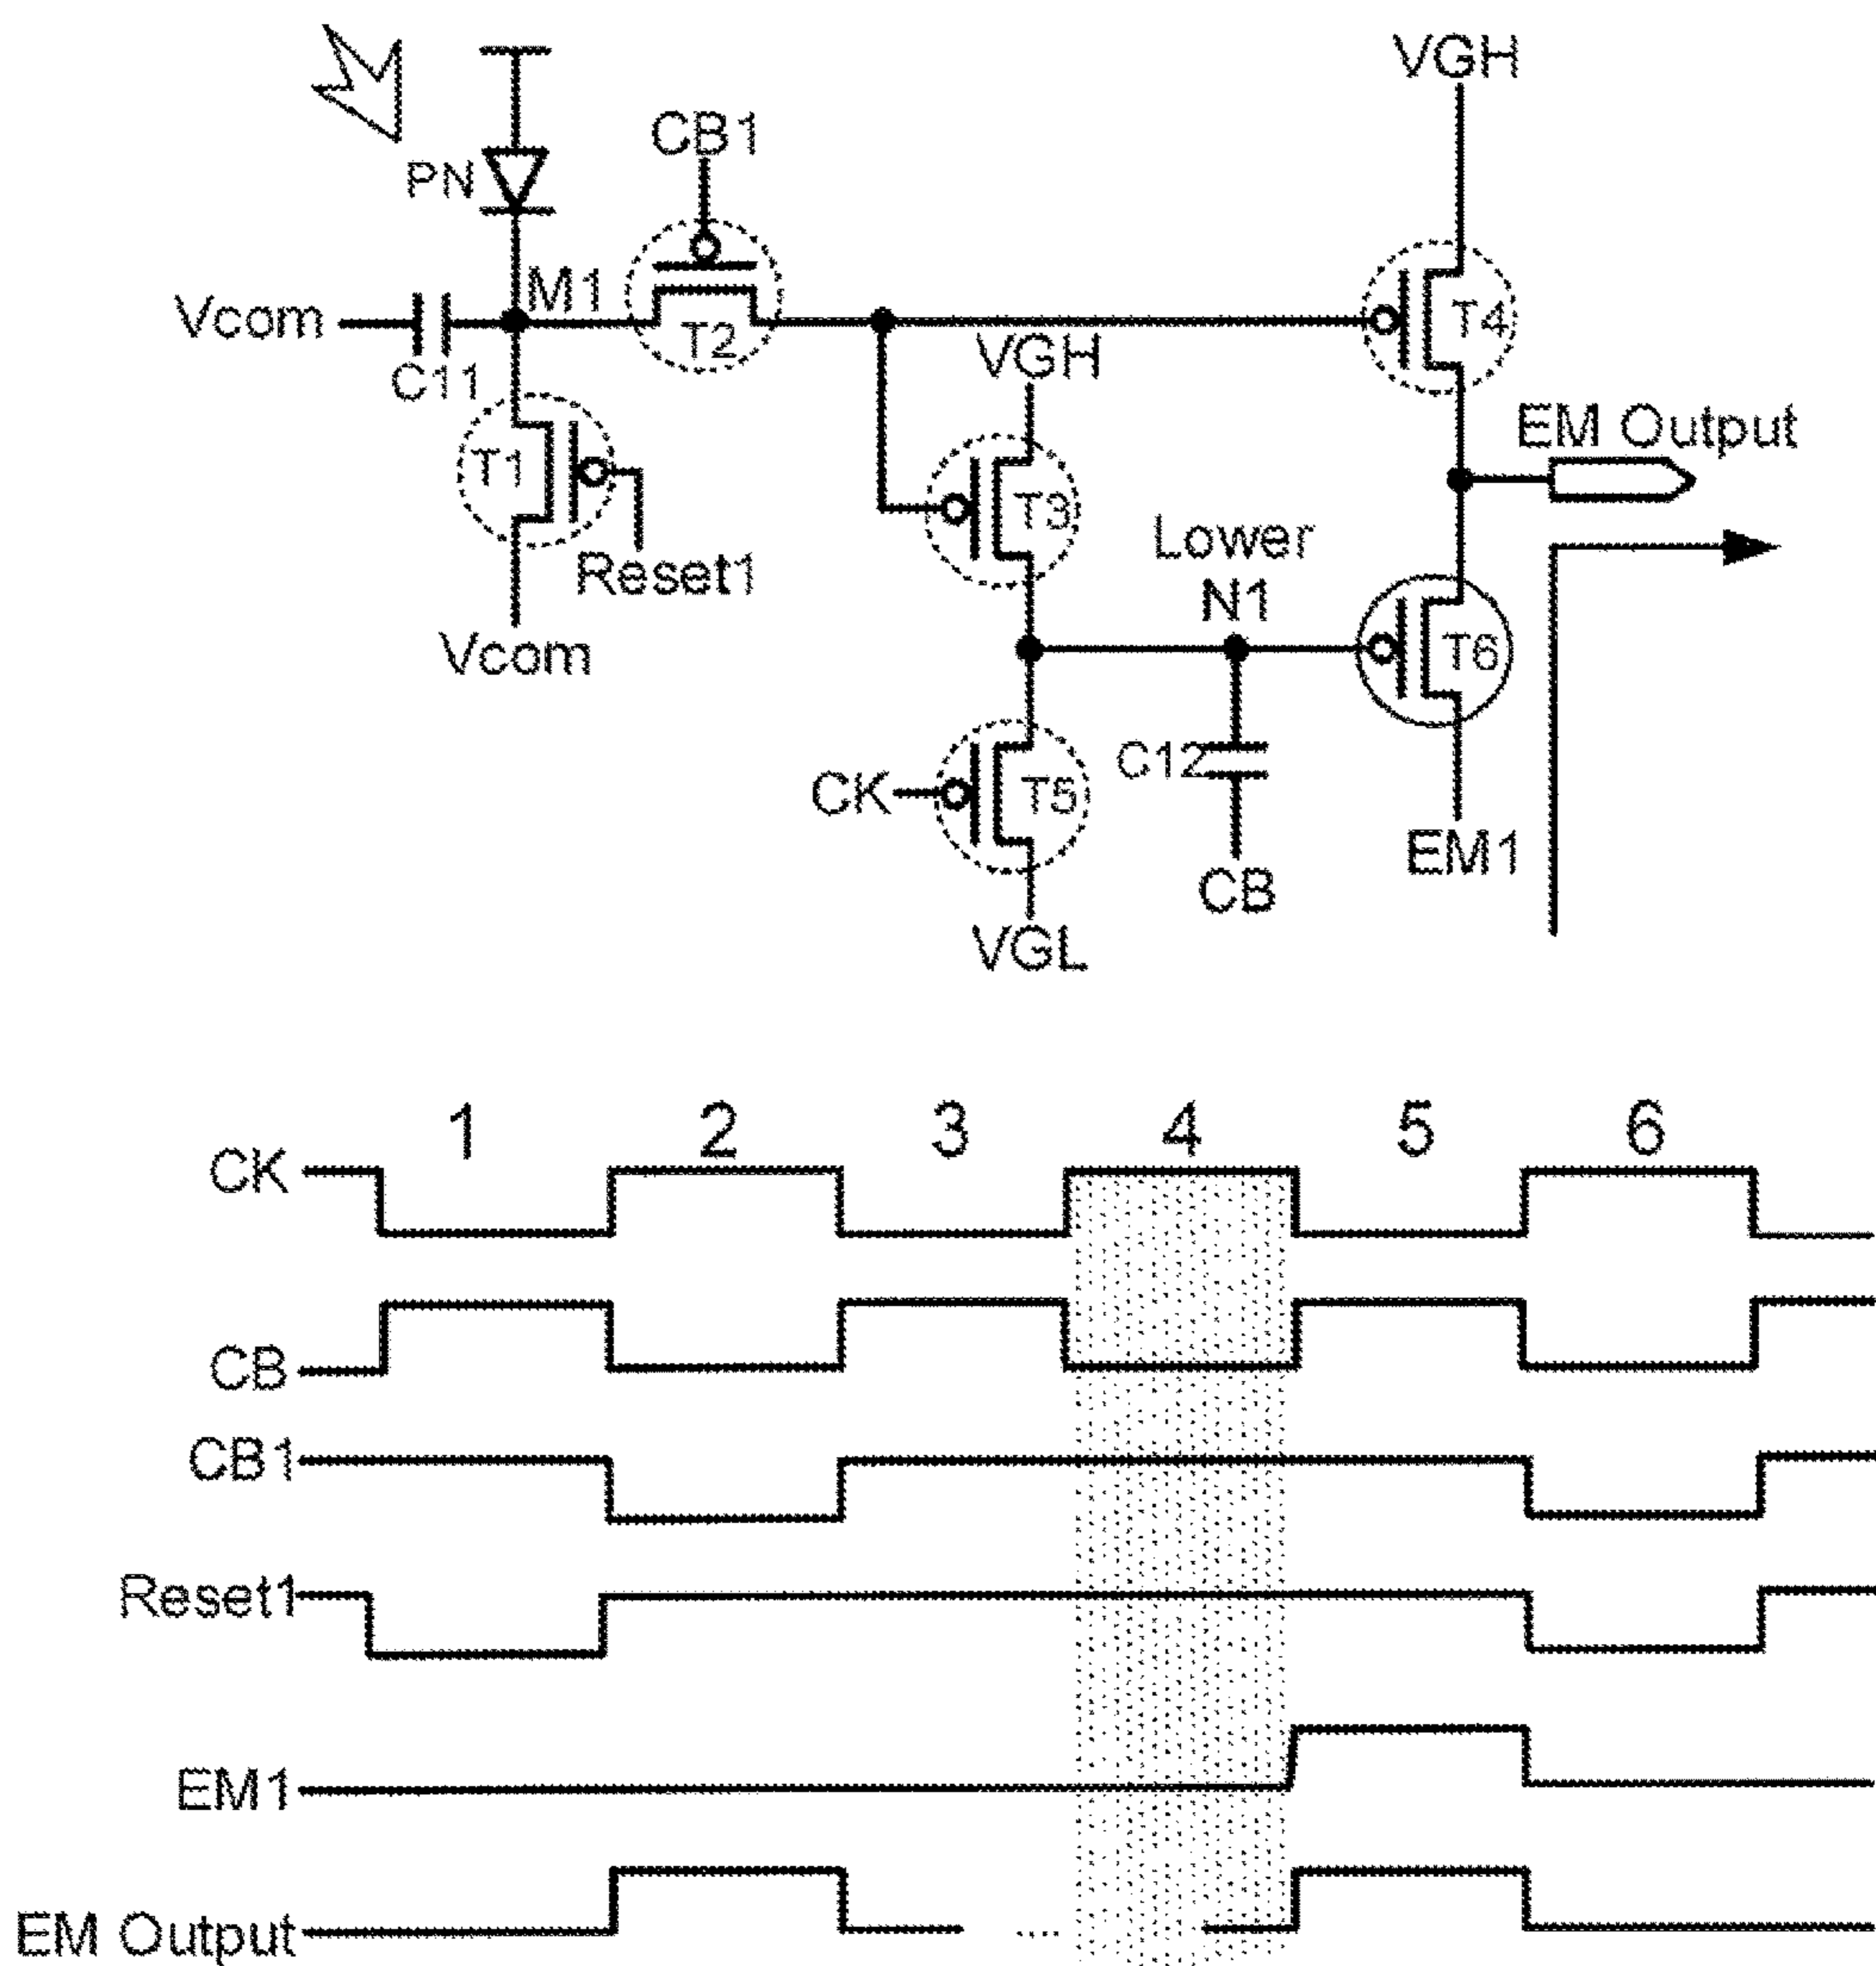 VGH
CB1
PN
M1
Vcom
T2
T4
C11
VGH
EM Output
T1
T3
Reset1
Lower
N1
Vcom
T6
CK
T5
C12
EM1
CB
VGL
1 2 3 4 5 6
CK
CB
CB1
Reset1
EM1
EM Output
...